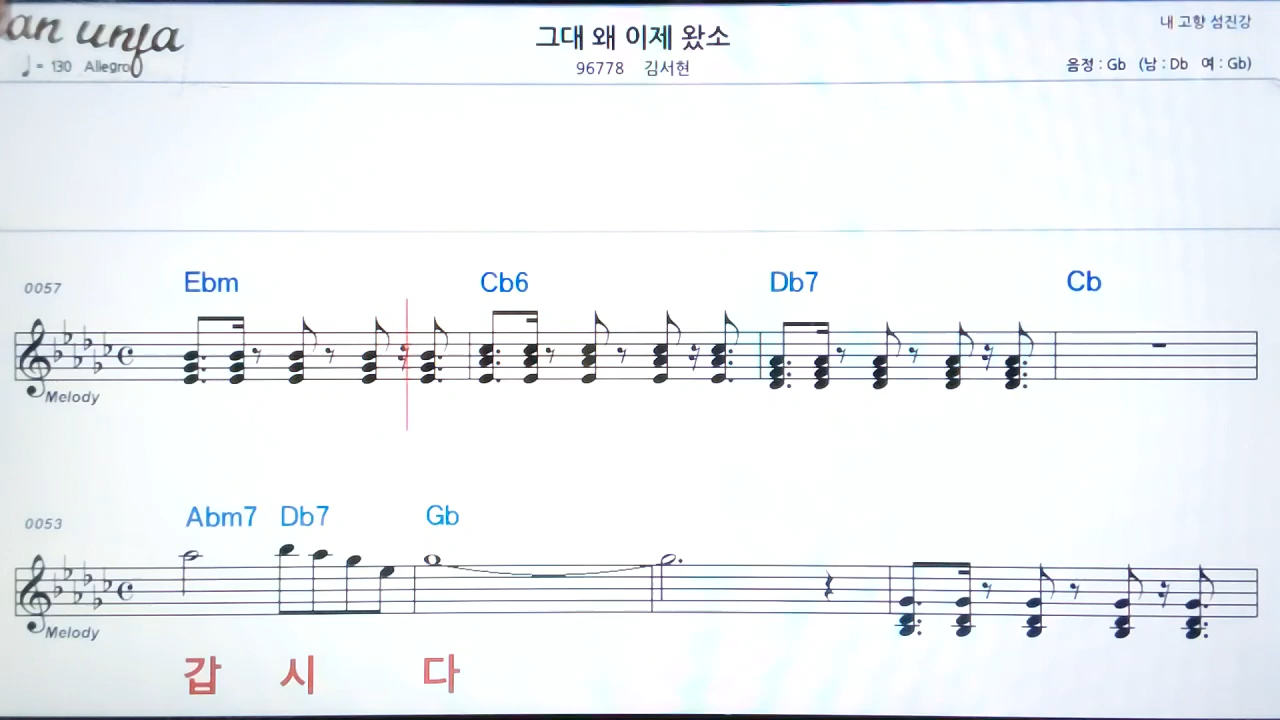 an unja
= 130 Allegro
그대 왜 이제 왔소
96778 김서현
내 고향 섬진강
음정 : Gb (남 : Db 여 : Gb)
0057 Ebm Cb6 Db7 Cb
Melody
0053 Abm7 Db7 Gb
Melody
갑 시 다